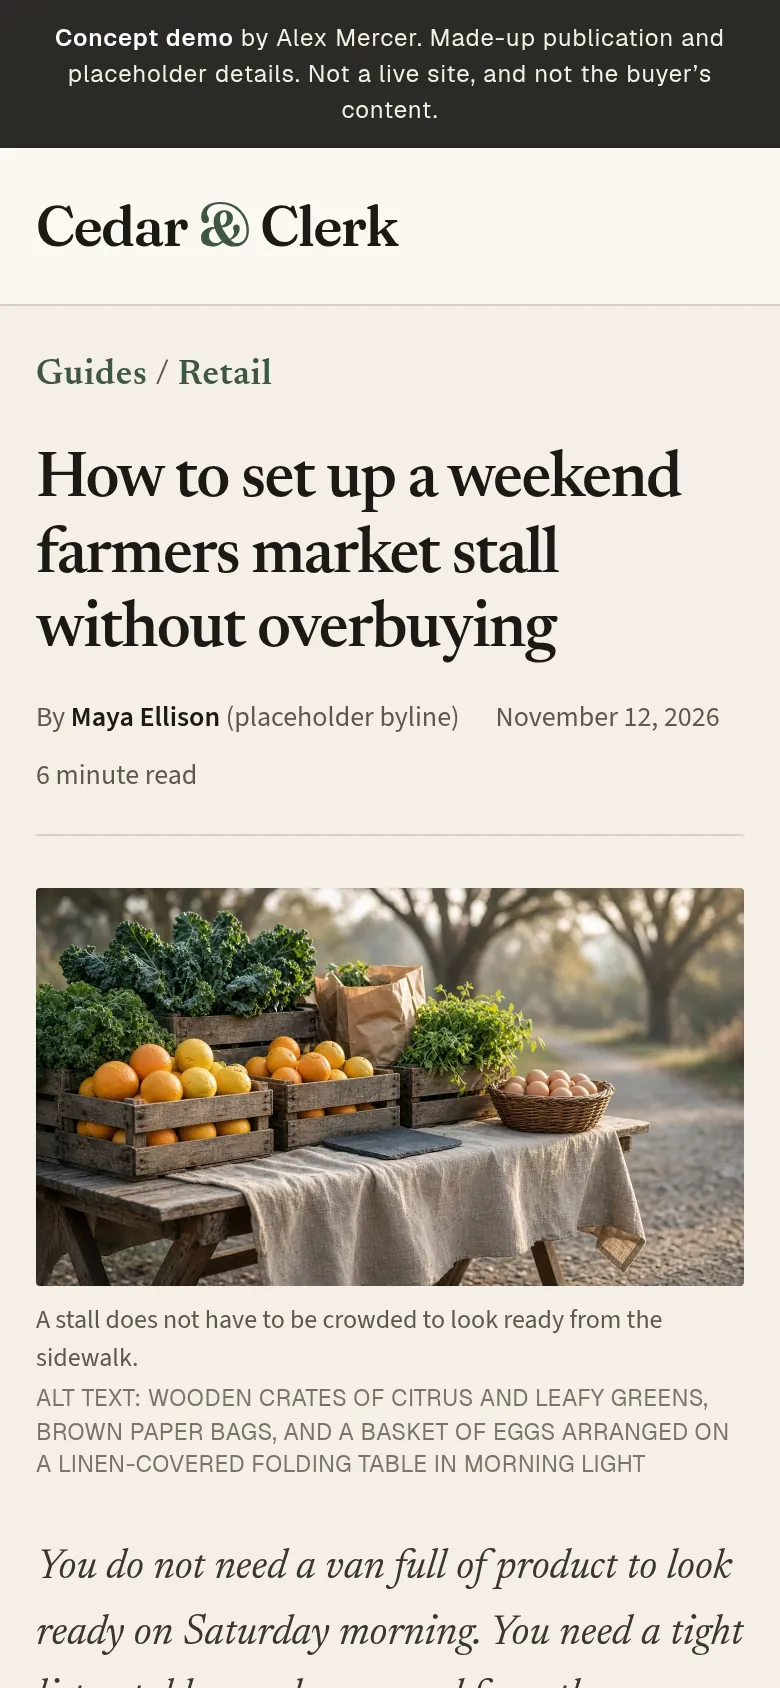 Concept demo by Alex Mercer. Made-up publication and
placeholder details. Not a live site, and not the buyer’s
content.
Cedar & Clerk
Guides / Retail
How to set up a weekend
farmers market stall
without overbuying
By Maya Ellison (placeholder byline) November 12, 2026
6 minute read
A stall does not have to be crowded to look ready from the
sidewalk.
ALT TEXT: WOODEN CRATES OF CITRUS AND LEAFY GREENS,
BROWN PAPER BAGS, AND A BASKET OF EGGS ARRANGED ON
A LINEN-COVERED FOLDING TABLE IN MORNING LIGHT
You do not need a van full of product to look
ready on Saturday morning. You need a tight